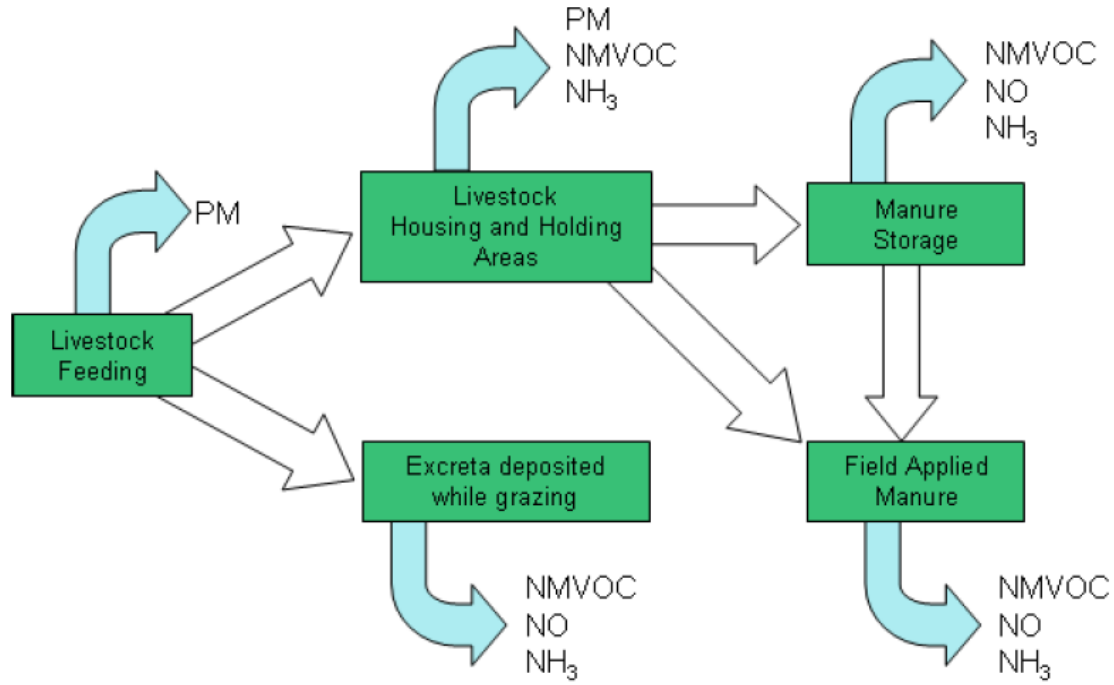 PM
NMVOC
NH₃
NMVOC
NO
NH₃
PM
Livestock
Housing and Holding
Areas
Manure
Storage
Livestock
Feeding
Excreta deposited
while grazing
Field Applied
Manure
NMVOC
NO
NH₃
NMVOC
NO
NH₃